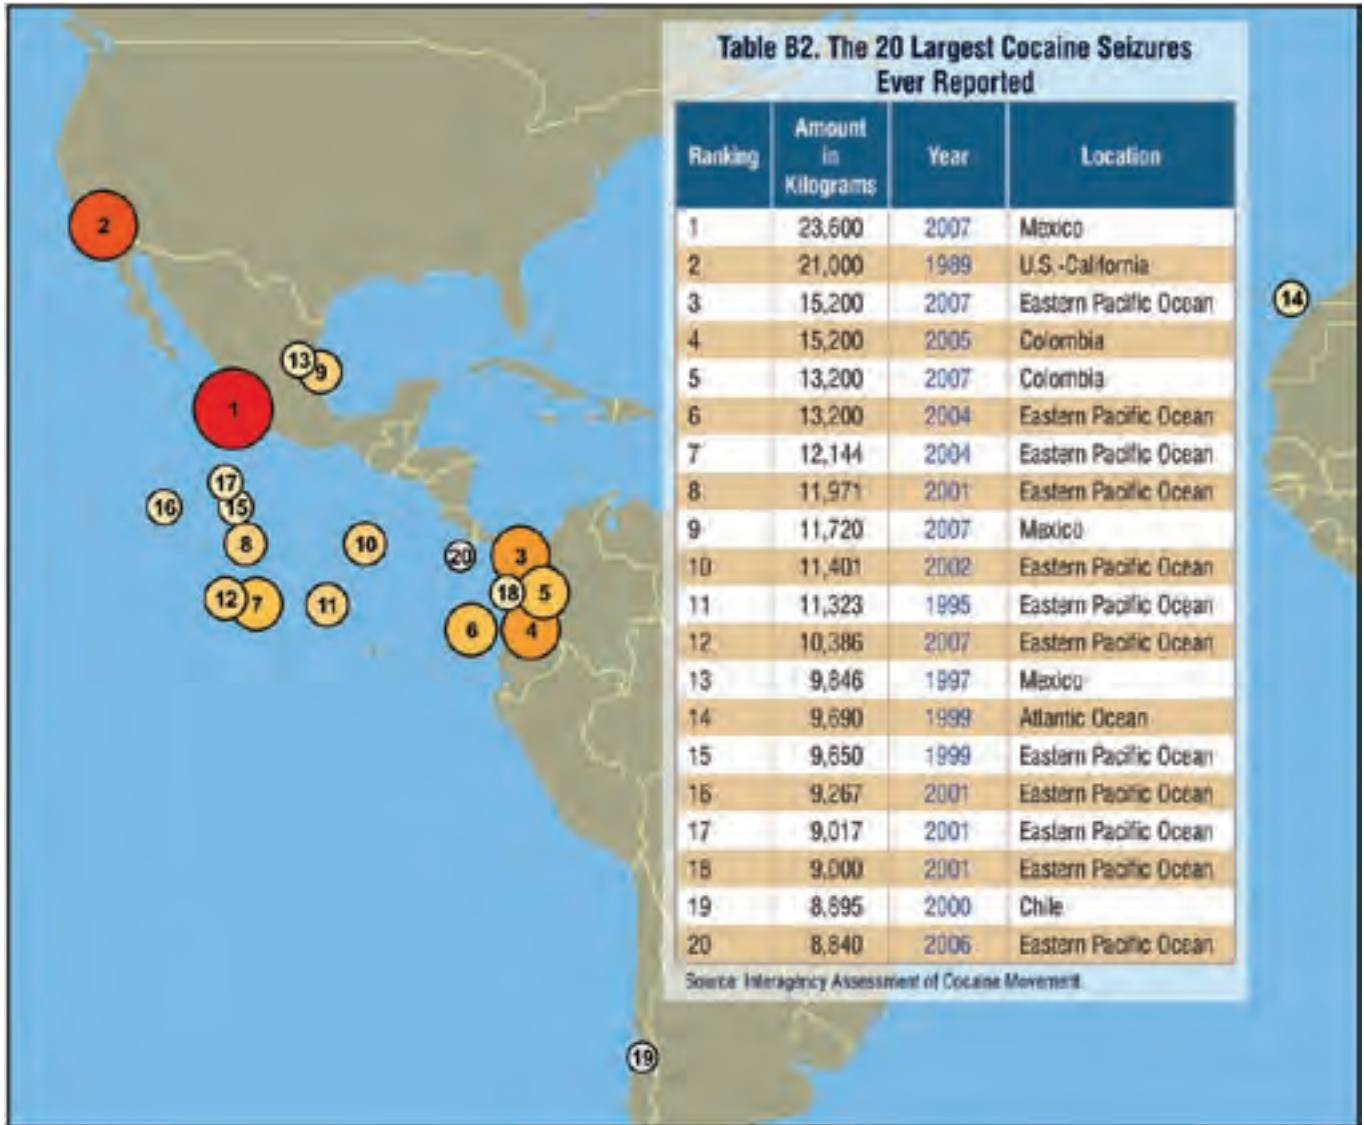 Table B2. The 20 Largest Cocaine Seizures
Ever Reported
Ranking Amount in Kilograms Year Location
1 23,600 2007 Mexico
2 21,000 1989 U.S.-California
3 15,200 2007 Eastern Pacific Ocean
4 15,200 2005 Colombia
5 13,200 2007 Colombia
6 13,200 2004 Eastern Pacific Ocean
7 12,144 2004 Eastern Pacific Ocean
8 11,971 2001 Eastern Pacific Ocean
9 11,720 2007 Mexico
10 11,401 2002 Eastern Pacific Ocean
11 11,323 1995 Eastern Pacific Ocean
12 10,386 2007 Eastern Pacific Ocean
13 9,846 1997 Mexico
14 9,690 1999 Atlantic Ocean
15 9,650 1999 Eastern Pacific Ocean
16 9,267 2001 Eastern Pacific Ocean
17 9,017 2001 Eastern Pacific Ocean
18 9,000 2001 Eastern Pacific Ocean
19 8,895 2000 Chile
20 8,840 2006 Eastern Pacific Ocean
Source: Interagency Assessment of Cocaine Movement.
2
14
13
9
1
17
16
15
8
10
20
3
18
5
12
7
11
6
4
19